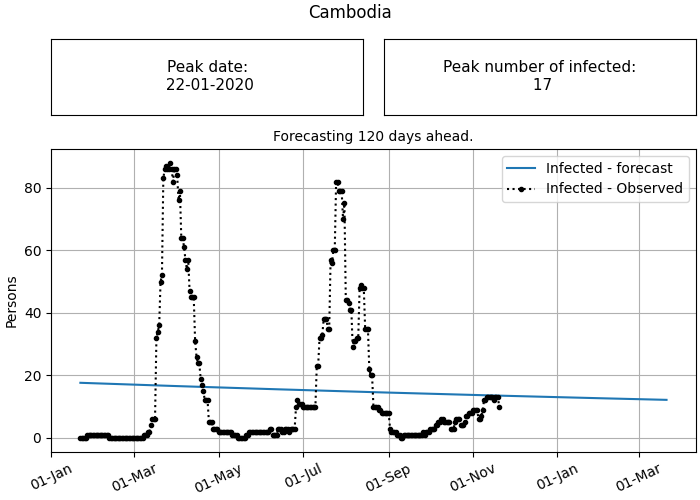 Cambodia
Peak date:
22-01-2020
Peak number of infected:
17
Forecasting 120 days ahead.
Infected - forecast
Infected - Observed
Persons
80
60
40
20
0
01-Jan
01-Mar
01-May
01-Jul
01-Sep
01-Nov
01-Jan
01-Mar